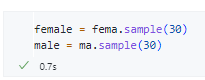 female = fema.sample(30)
male = ma.sample(30)
0.7s